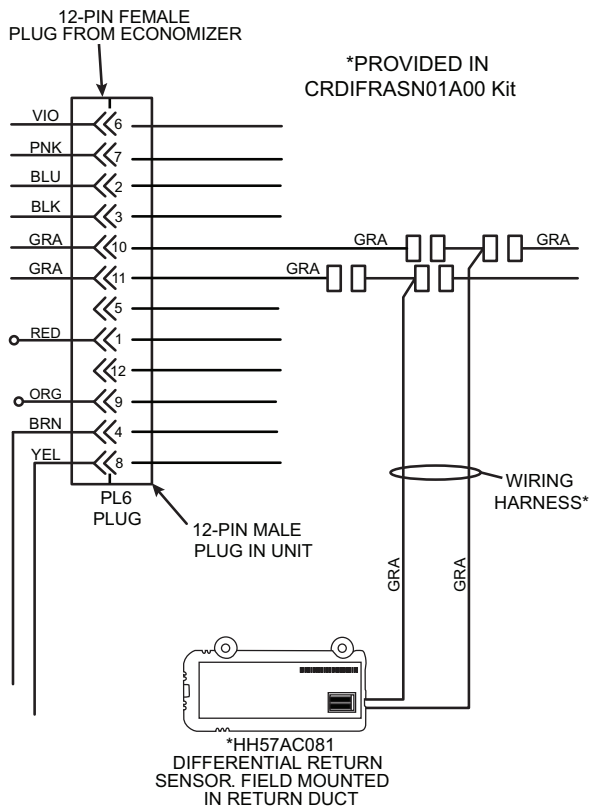 12-PIN FEMALE
PLUG FROM ECONOMIZER
*PROVIDED IN
CRDIFRASN01A00 Kit
VIO 6
PNK 7
BLU 2
BLK 3
GRA 10 GRA GRA
GRA 11 GRA
5
RED 1
12
ORG 9
BRN 4
YEL 8
PL6
PLUG
12-PIN MALE
PLUG IN UNIT
WIRING
HARNESS*
GRA
GRA
*HH57AC081
DIFFERENTIAL RETURN
SENSOR. FIELD MOUNTED
IN RETURN DUCT